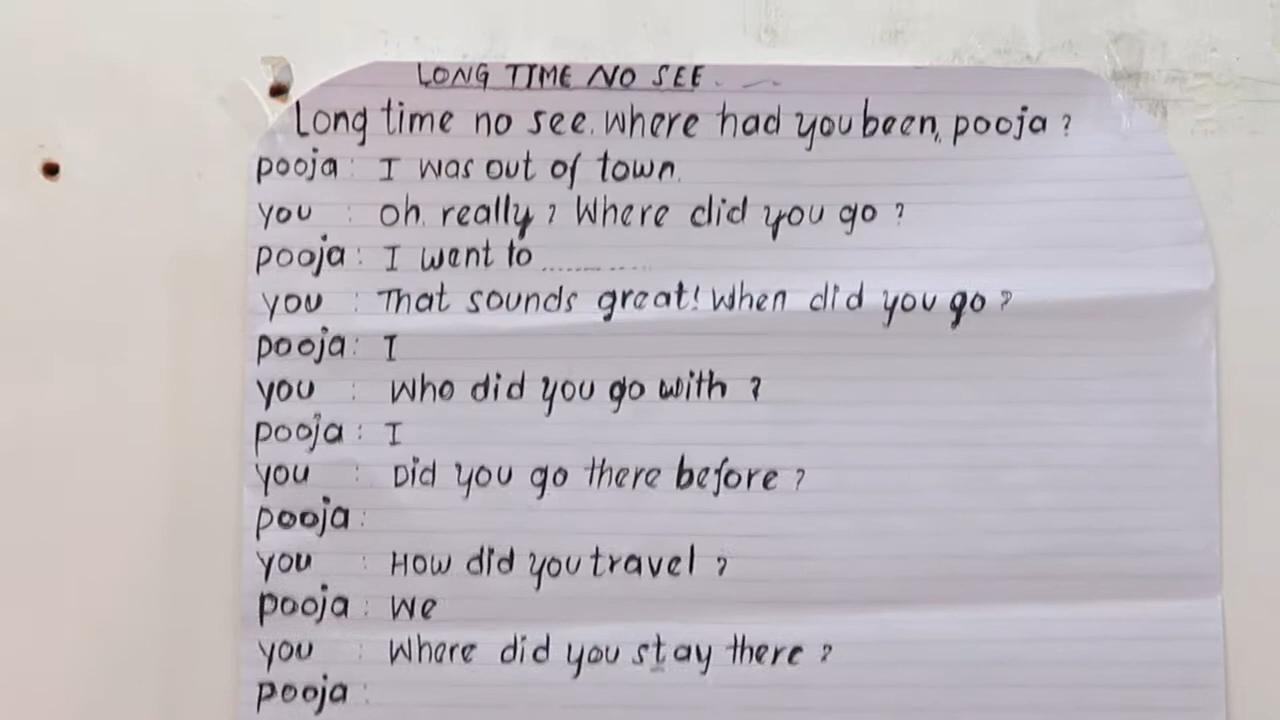 LONG TIME NO SEE.
Long time no see. Where had you been, pooja?
pooja: I was out of town.
you : Oh. really? Where did you go?
pooja: I went to ...........
you : That sounds great! When did you go?
pooja: I
you : Who did you go with?
pooja: I
you : Did you go there before?
pooja:
you : How did you travel?
pooja: We
you : Where did you stay there?
pooja: